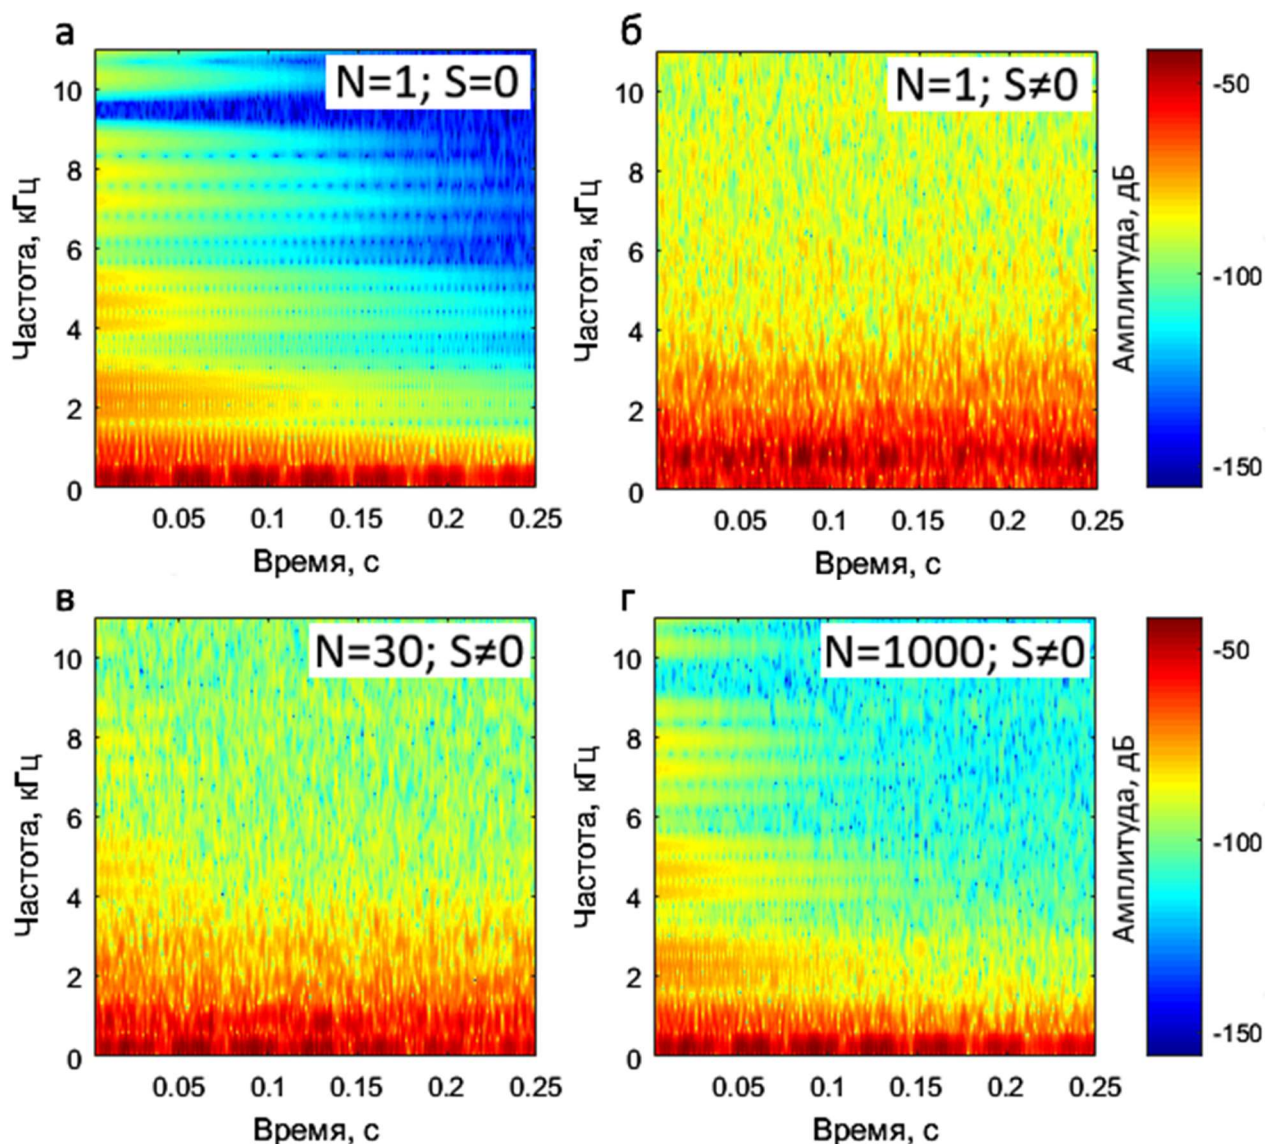 а
N=1; S=0
10
8
6
4
2
0
Частота, кГц
0.05 0.1 0.15 0.2 0.25
Время, с
б
N=1; S≠0
10
8
6
4
2
0
Частота, кГц
0.05 0.1 0.15 0.2 0.25
Время, с
-50
-100
-150
Амплитуда, дБ
в
N=30; S≠0
10
8
6
4
2
0
Частота, кГц
0.05 0.1 0.15 0.2 0.25
Время, с
г
N=1000; S≠0
10
8
6
4
2
0
Частота, кГц
0.05 0.1 0.15 0.2 0.25
Время, с
-50
-100
-150
Амплитуда, дБ